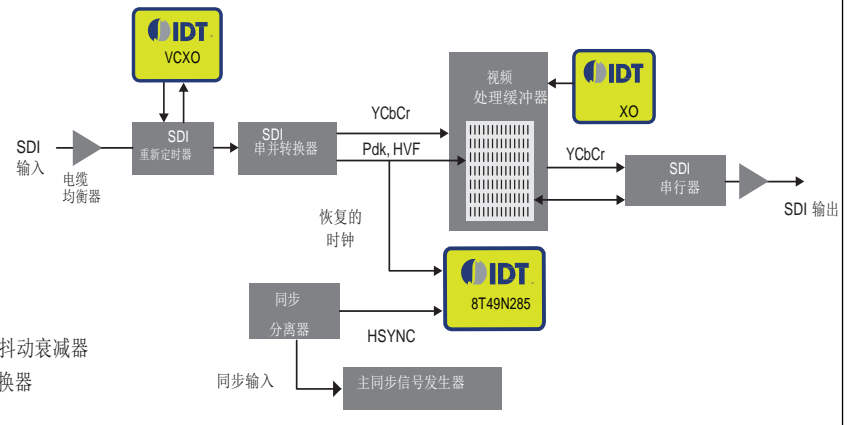 IDT
VCXO
IDT
XO
视频
处理缓冲器
SDI
输入
电缆
均衡器
SDI
重新定时器
SDI
串并转换器
YCbCr
Pdk, HVF
YCbCr
SDI
串行器
SDI 输出
恢复的
时钟
IDT
8T49N285
同步
分离器
HSYNC
抖动衰减器
换器
同步输入
主同步信号发生器